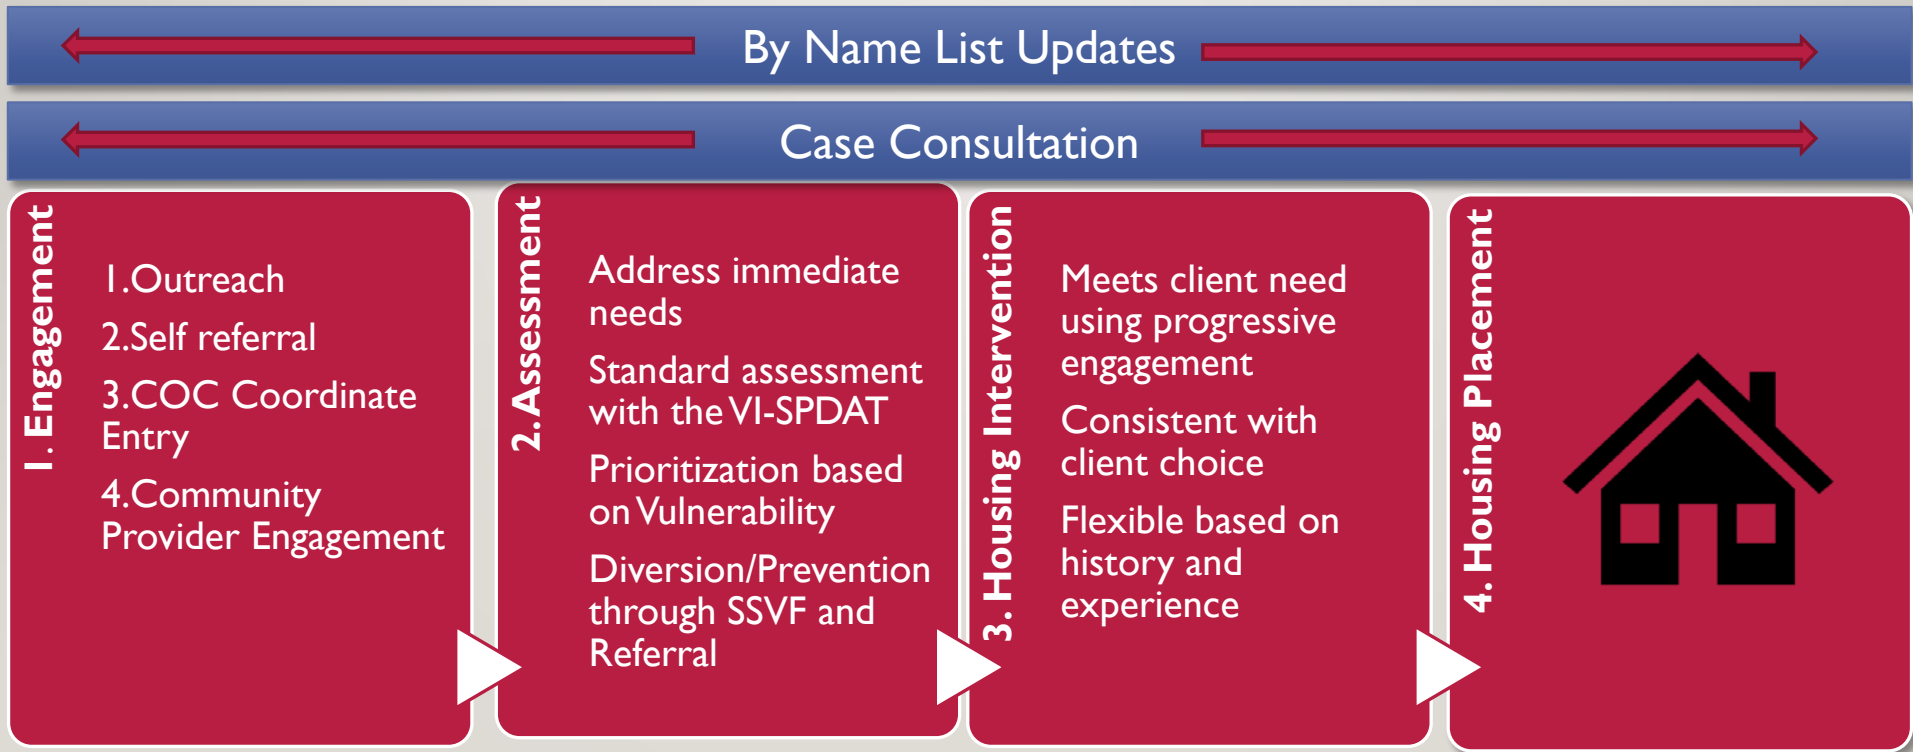 By Name List Updates
Case Consultation
1. Engagement
1.Outreach
2.Self referral
3.COC Coordinate
Entry
4.Community
Provider Engagement
2. Assessment
Address immediate
needs
Standard assessment
with the VI-SPDAT
Prioritization based
on Vulnerability
Diversion/Prevention
through SSVF and
Referral
3. Housing Intervention
Meets client need
using progressive
engagement
Consistent with
client choice
Flexible based on
history and
experience
4. Housing Placement